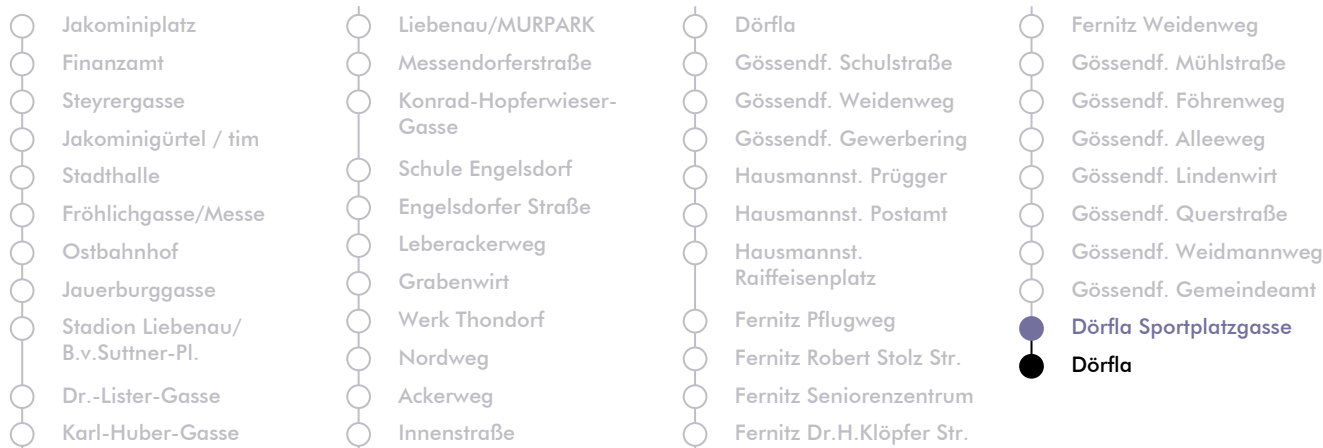 Jakominiplatz
Finanzamt
Steyrergasse
Jakominigürtel / tim
Stadthalle
Fröhlichgasse/Messe
Ostbahnhof
Jauerburggasse
Stadion Liebenau/
B.v.Suttner-Pl.
Dr.-Lister-Gasse
Karl-Huber-Gasse
Liebenau/MURPARK
Messendorferstraße
Konrad-Hopferwieser-
Gasse
Schule Engelsdorf
Engelsdorfer Straße
Leberackerweg
Grabenwirt
Werk Thondorf
Nordweg
Ackerweg
Innenstraße
Dörfla
Gössendf. Schulstraße
Gössendf. Weidenweg
Gössendf. Gewerbering
Hausmannst. Prügger
Hausmannst. Postamt
Hausmannst.
Raiffeisenplatz
Fernitz Pflugweg
Fernitz Robert Stolz Str.
Fernitz Seniorenzentrum
Fernitz Dr.H.Klöpfer Str.
Fernitz Weidenweg
Gössendf. Mühlstraße
Gössendf. Föhrenweg
Gössendf. Alleeweg
Gössendf. Lindenwirt
Gössendf. Querstraße
Gössendf. Weidmannweg
Gössendf. Gemeindeamt
Dörfla Sportplatzgasse
Dörfla